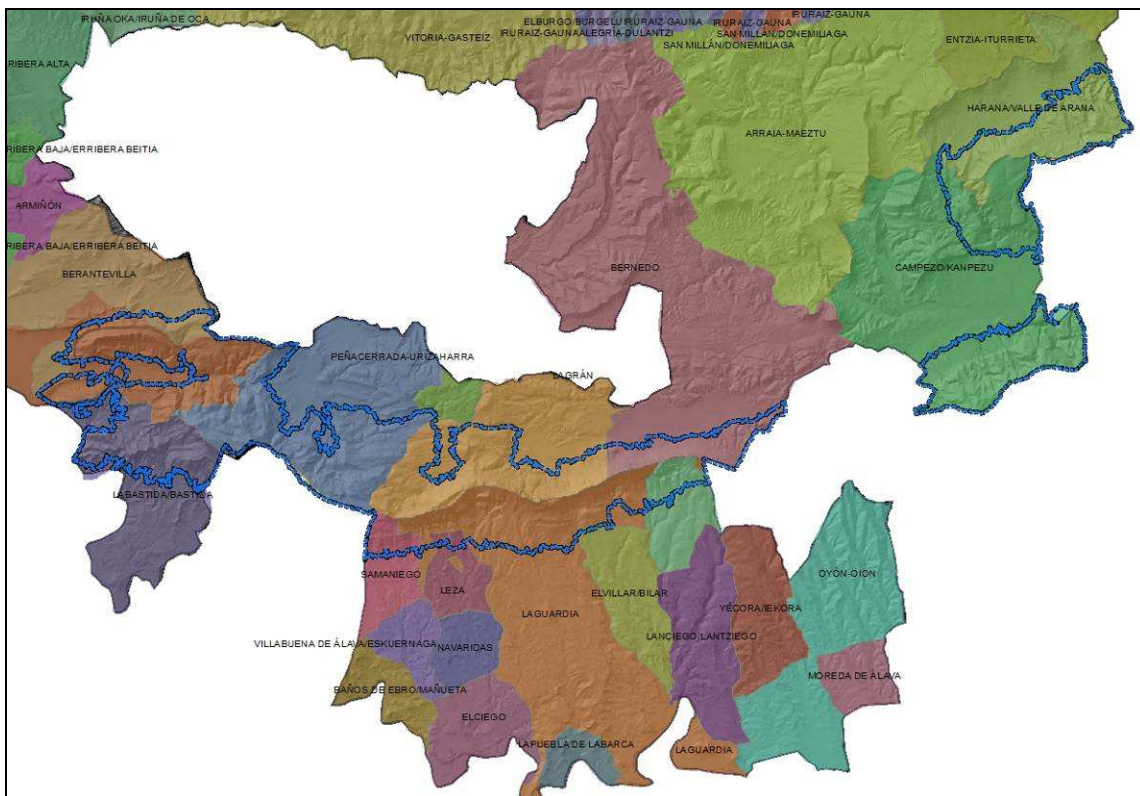 IRUÑA OKA/IRUÑA DE OCA
VITORIA-GASTEIZ
ELBURGO/BURGELU
IRURAIZ-GAUNA
IRURAIZ-GAUNA
IRURAIZ-GAUNA
IRURAIZ-GAUNA
ALEGRÍA-DULANTZI
SAN MILLÁN/DONEMILIAGA
SAN MILLÁN/DONEMILIAGA
ENTZIA-ITURRIETA
RIBERA ALTA
HARANA/VALLE DE ARANA
ARRAIA-MAEZTU
RIBERA BAJA/ERRIBERA BEITIA
ARMIÑÓN
RIBERA BAJA/ERRIBERA BEITIA
BERANTEVILLA
BERNEDO
CAMPEZO/KANPEZU
PEÑACERRADA-URIZAHARRA
LAGRÁN
LABASTIDA/BASTIDA
SAMANIEGO
LEZA
LAGUARDIA
ELVILLAR/BILAR
OYÓN-OION
YÉCORA/IEKORA
LANCIEGO/LANTZIEGO
VILLABUENA DE ÁLAVA/ESKUERNAGA
NAVARIDAS
MOREDA DE ÁLAVA
BAÑOS DE EBRO/MAÑUETA
ELCIEGO
LAPUEBLA DE LABARCA
LAGUARDIA